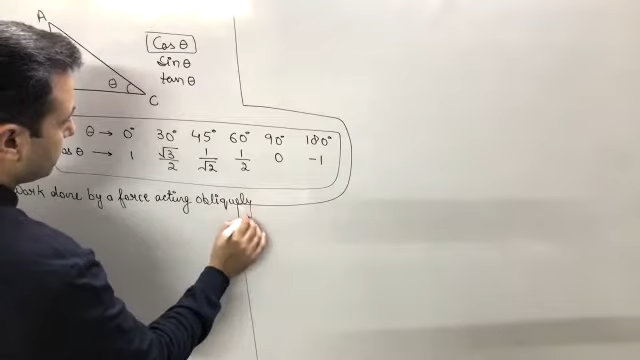 A
Cos θ
sin θ
tan θ
θ
C
θ → 0° 30° 45° 60° 90° 180°
cos θ → 1 √3/2 1/√2 1/2 0 -1
Work done by a force acting obliquely